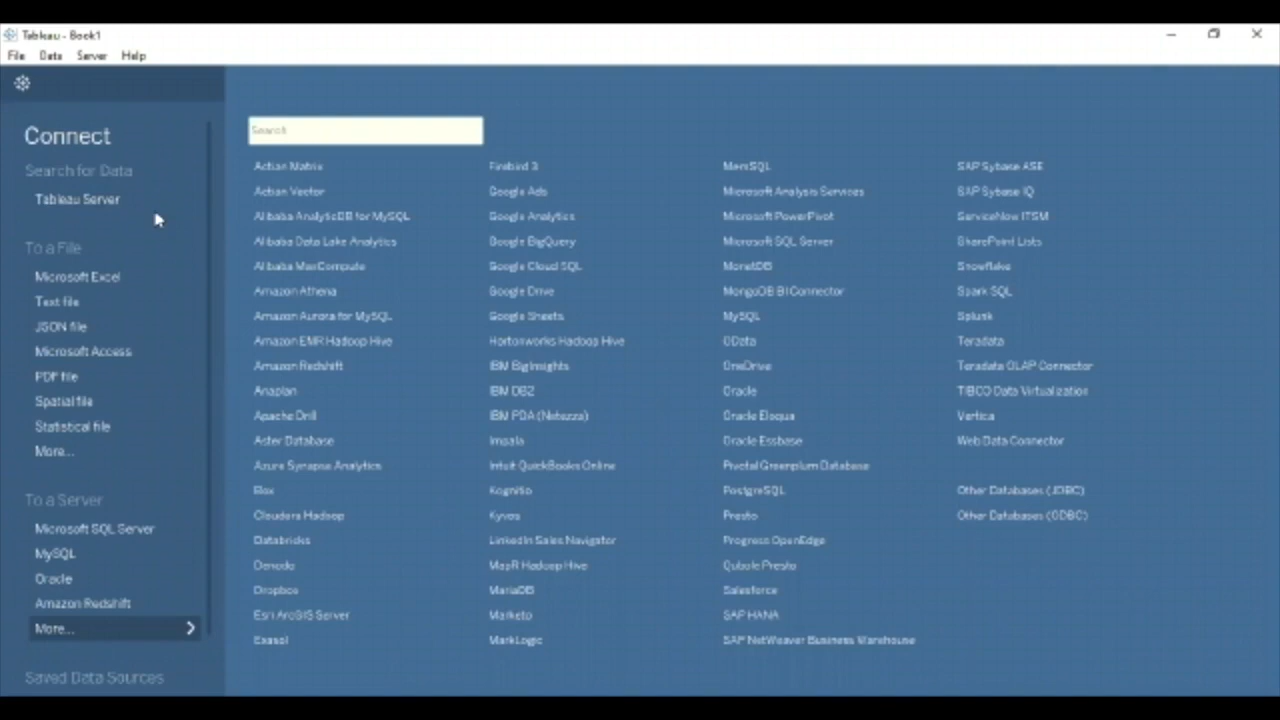 Tableau - Book1
File Data Server Help
Connect
Search for Data
Tableau Server
To a File
Microsoft Excel
Text file
JSON file
Microsoft Access
PDF file
Spatial file
Statistical file
More...
To a Server
Microsoft SQL Server
MySQL
Oracle
Amazon Redshift
More...
Saved Data Sources
Search
Actian Matrix
Actian Vector
Alibaba AnalyticDB for MySQL
Alibaba Data Lake Analytics
Alibaba MaxCompute
Amazon Athena
Amazon Aurora for MySQL
Amazon EMR Hadoop Hive
Amazon Redshift
Anaplan
Apache Drill
Aster Database
Azure Synapse Analytics
Box
Cloudera Hadoop
Databricks
Denodo
Dropbox
Esri ArcGIS Server
Exasol
Firebird 3
Google Ads
Google Analytics
Google BigQuery
Google Cloud SQL
Google Drive
Google Sheets
Hortonworks Hadoop Hive
IBM BigInsights
IBM DB2
IBM PDA (Netezza)
Impala
Intuit QuickBooks Online
Kognitio
Kyvos
LinkedIn Sales Navigator
MapR Hadoop Hive
MariaDB
Marketo
MarkLogic
MemSQL
Microsoft Analysis Services
Microsoft PowerPivot
Microsoft SQL Server
MonetDB
MongoDB BI Connector
MySQL
OData
OneDrive
Oracle
Oracle Eloqua
Oracle Essbase
Pivotal Greenplum Database
PostgreSQL
Presto
Progress OpenEdge
Qubole Presto
Salesforce
SAP HANA
SAP NetWeaver Business Warehouse
SAP Sybase ASE
SAP Sybase IQ
ServiceNow ITSM
SharePoint Lists
Snowflake
Spark SQL
Splunk
Teradata
Teradata OLAP Connector
TIBCO Data Virtualization
Vertica
Web Data Connector
Other Databases (JDBC)
Other Databases (ODBC)